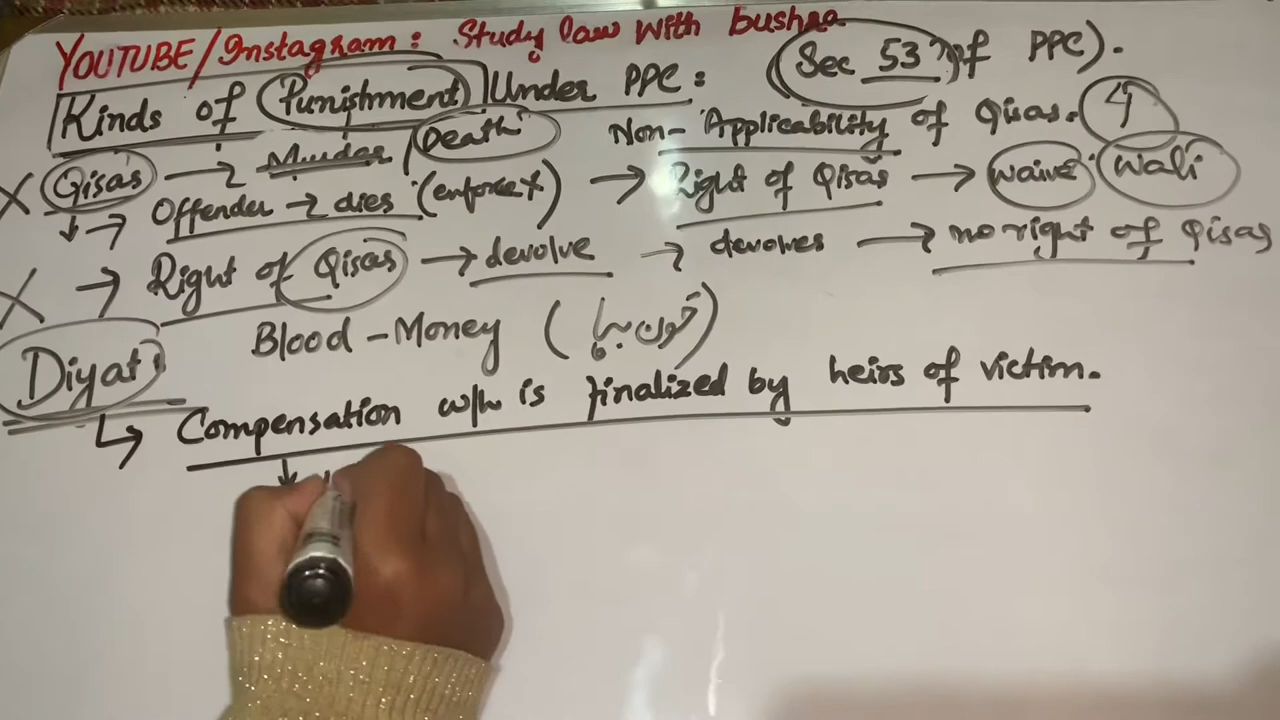 YOUTUBE/Instagram: Study law with bushra
Kinds of Punishment Under PPC: (Sec 53 of PPC).
Qisas → Murder / Death Non-Applicability of Qisas. 4
→ Offender → dies (enforce X) → Right of Qisas → waive Wali
→ Right of Qisas → devolve → devolves → no right of Qisas
Diyat: Blood-Money (خون بہا)
↳ Compensation w/h is finalized by heirs of victim.